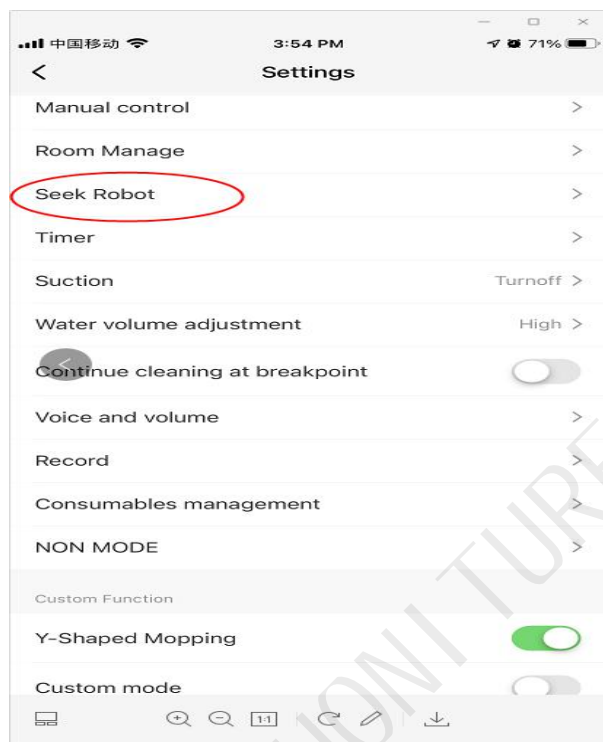 中国移动 3:54 PM 71%
Settings
Manual control
Room Manage
Seek Robot
Timer
Suction Turnoff
Water volume adjustment High
Continue cleaning at breakpoint
Voice and volume
Record
Consumables management
NON MODE
Custom Function
Y-Shaped Mopping
Custom mode
1:1